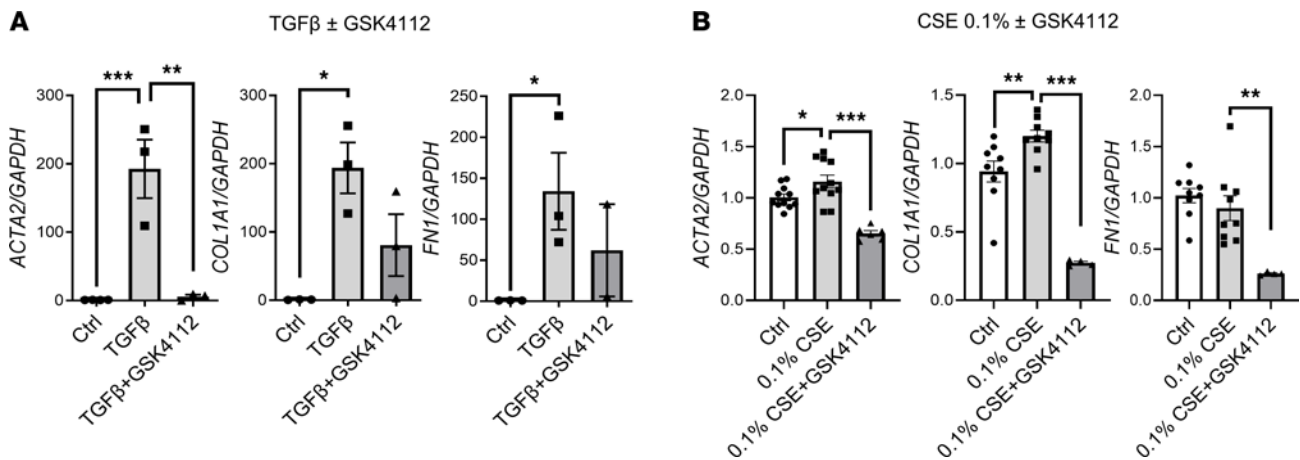 A
TGFβ ± GSK4112
ACTA2/GAPDH
300
200
100
0
***
**
Ctrl
TGFβ
TGFβ+GSK4112
COL1A1/GAPDH
300
200
100
0
*
Ctrl
TGFβ
TGFβ+GSK4112
FN1/GAPDH
250
200
150
100
50
0
*
Ctrl
TGFβ
TGFβ+GSK4112
B
CSE 0.1% ± GSK4112
ACTA2/GAPDH
2.0
1.5
1.0
0.5
0.0
*
***
Ctrl
0.1% CSE
0.1% CSE+GSK4112
COL1A1/GAPDH
1.5
1.0
0.5
0.0
**
***
Ctrl
0.1% CSE
0.1% CSE+GSK4112
FN1/GAPDH
2.0
1.5
1.0
0.5
0.0
**
Ctrl
0.1% CSE
0.1% CSE+GSK4112